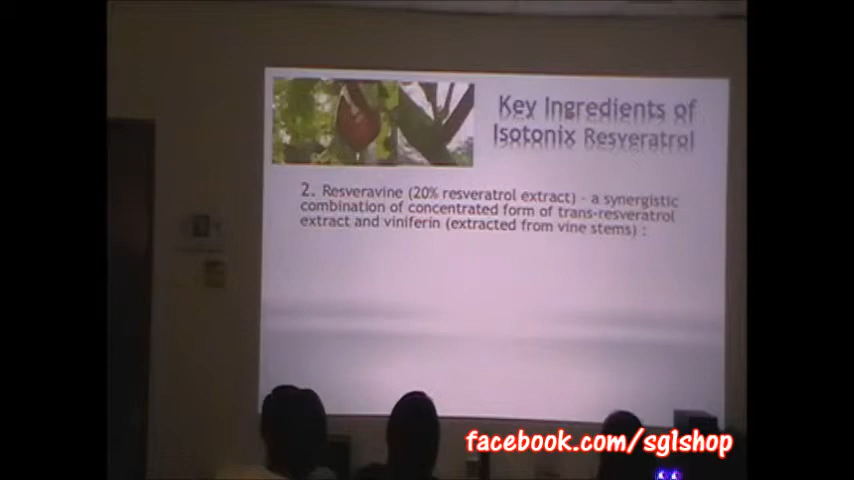 Key Ingredients of
Isotonix Resveratrol
2. Resveravine (20% resveratrol extract) - a synergistic
combination of concentrated form of trans-resveratrol
extract and viniferin (extracted from vine stems) :
facebook.com/sg1shop